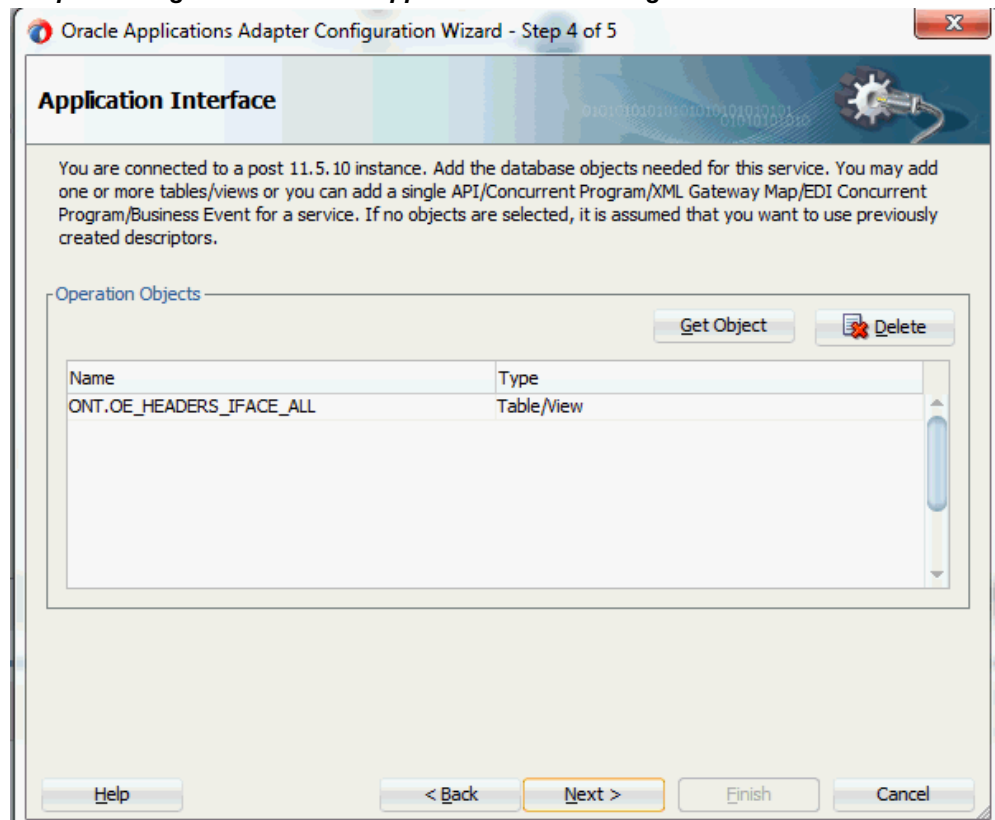 Oracle Applications Adapter Configuration Wizard - Step 4 of 5
Application Interface
You are connected to a post 11.5.10 instance. Add the database objects needed for this service. You may add
one or more tables/views or you can add a single API/Concurrent Program/XML Gateway Map/EDI Concurrent
Program/Business Event for a service. If no objects are selected, it is assumed that you want to use previously
created descriptors.
Operation Objects
Get Object
Delete
Name Type
ONT.OE_HEADERS_IFACE_ALL Table/View
Help
< Back
Next >
Finish
Cancel